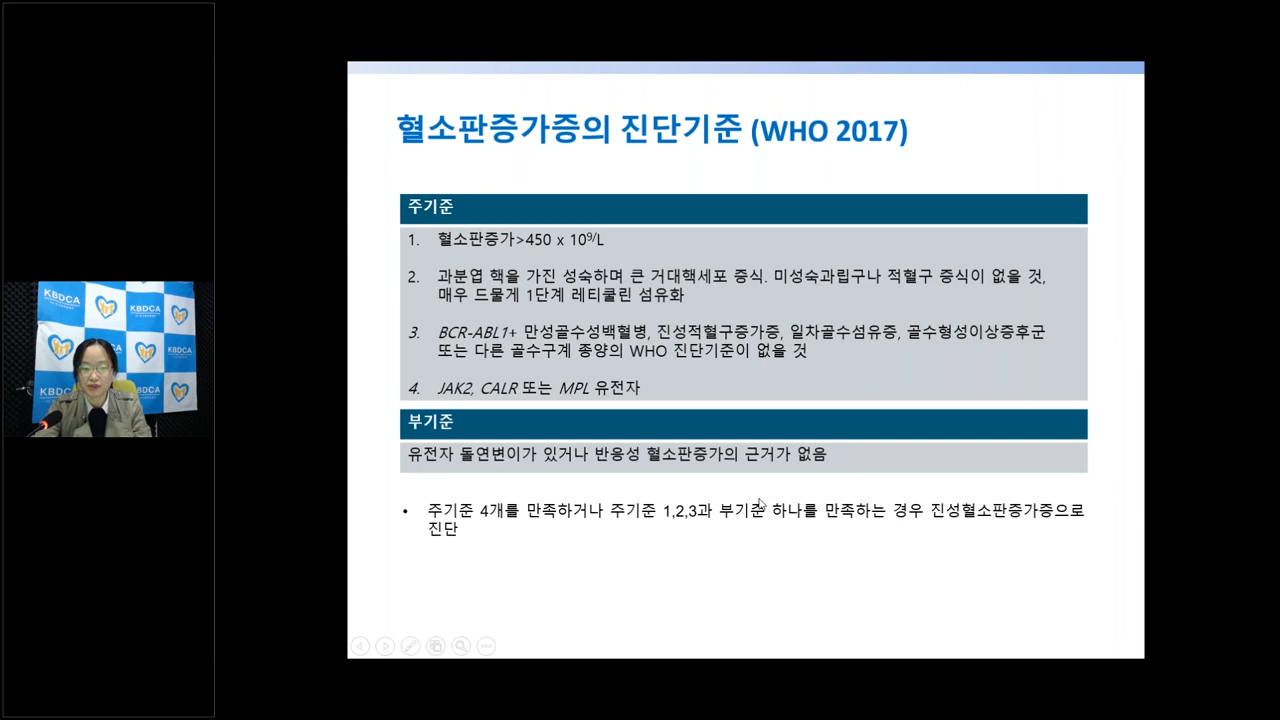 혈소판증가증의 진단기준 (WHO 2017)
주기준
1. 혈소판증가>450 x 10⁹/L
2. 과분엽 핵을 가진 성숙하며 큰 거대핵세포 증식. 미성숙과립구나 적혈구 증식이 없을 것,
매우 드물게 1단계 레티쿨린 섬유화
3. BCR-ABL1+ 만성골수성백혈병, 진성적혈구증가증, 일차골수섬유증, 골수형성이상증후군
또는 다른 골수구계 종양의 WHO 진단기준이 없을 것
4. JAK2, CALR 또는 MPL 유전자
부기준
유전자 돌연변이가 있거나 반응성 혈소판증가의 근거가 없음
• 주기준 4개를 만족하거나 주기준 1,2,3과 부기준 하나를 만족하는 경우 진성혈소판증가증으로
진단
KBDCA
KBDCA
KBDCA
KBDCA
KBDCA